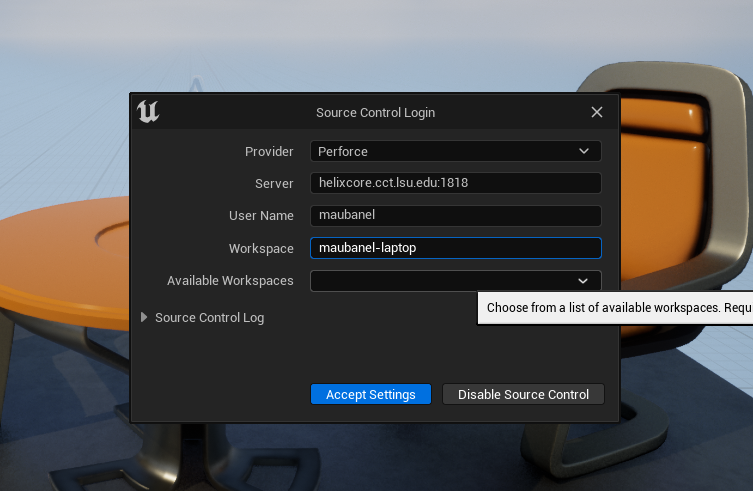 Source Control Login
Provider Perforce
Server helixcore.cct.lsu.edu:1818
User Name maubanel
Workspace maubanel-laptop
Available Workspaces
Choose from a list of available workspaces.
Source Control Log
Accept Settings Disable Source Control